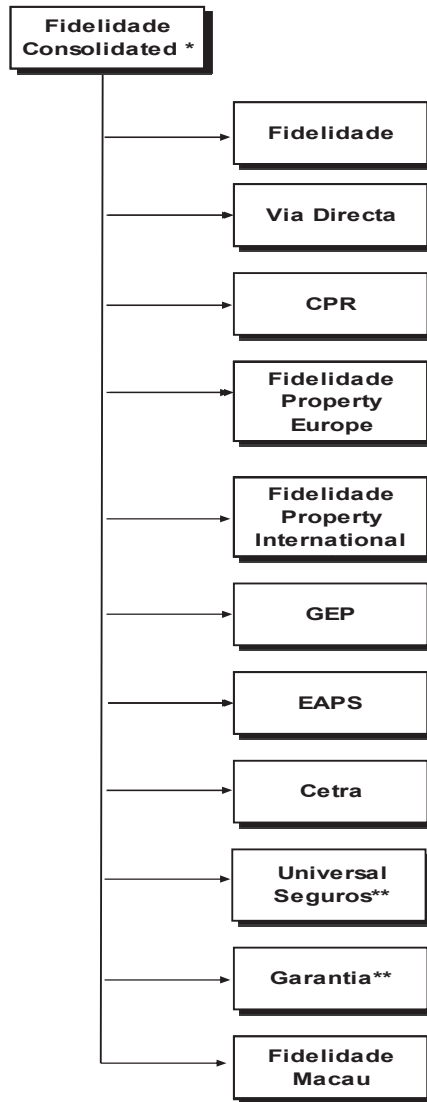 Fidelidade
Consolidated *
Fidelidade
Via Directa
CPR
Fidelidade
Property
Europe
Fidelidade
Property
International
GEP
EAPS
Cetra
Universal
Seguros**
Garantia**
Fidelidade
Macau